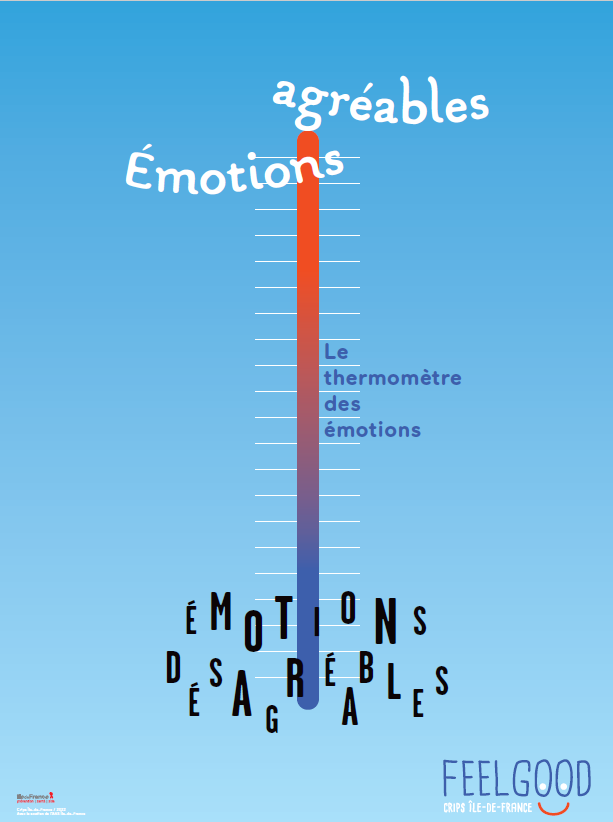 agréables
Émotions
Le
thermomètre
des
émotions
ÉMOTIONS
DÉSAGRÉABLES
FEELGOOD
CRIPS ÎLE-DE-FRANCE